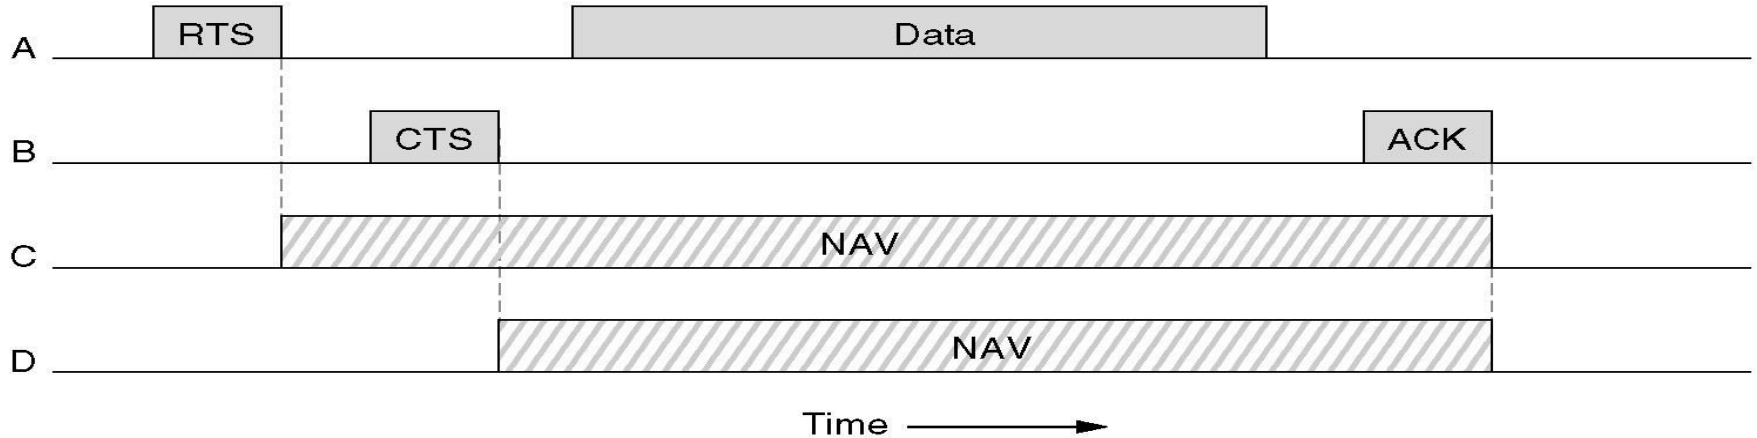 A RTS Data
B CTS ACK
C NAV
D NAV
Time